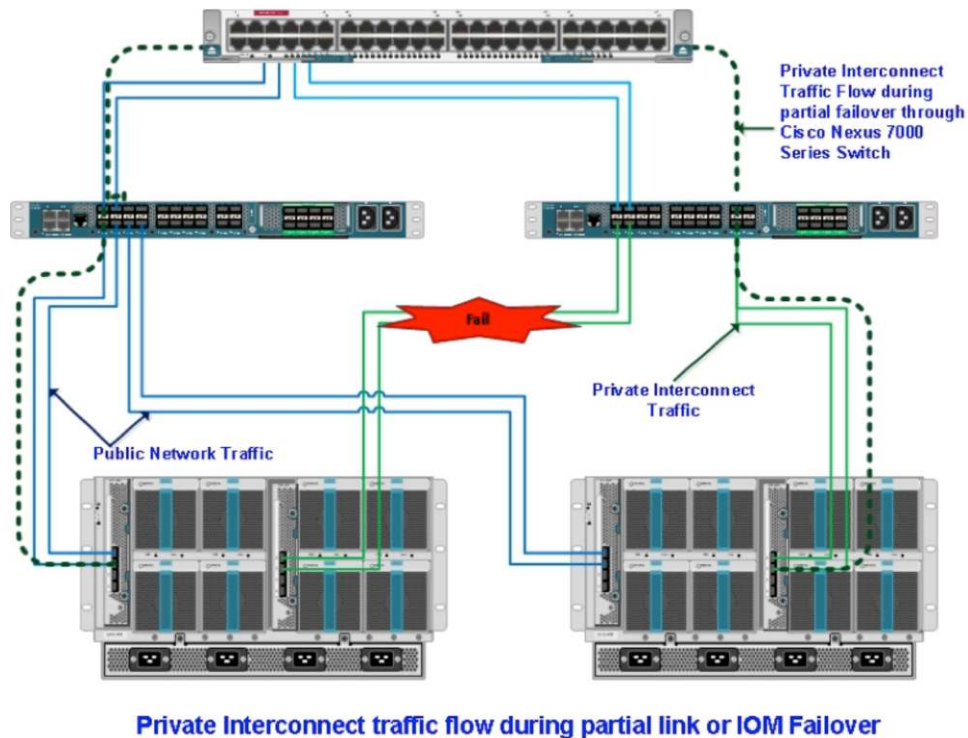 Private Interconnect
Traffic Flow during
partial failover through
Cisco Nexus 7000
Series Switch
Fail
Private Interconnect
Traffic
Public Network Traffic
Private Interconnect traffic flow during partial link or IOM Failover